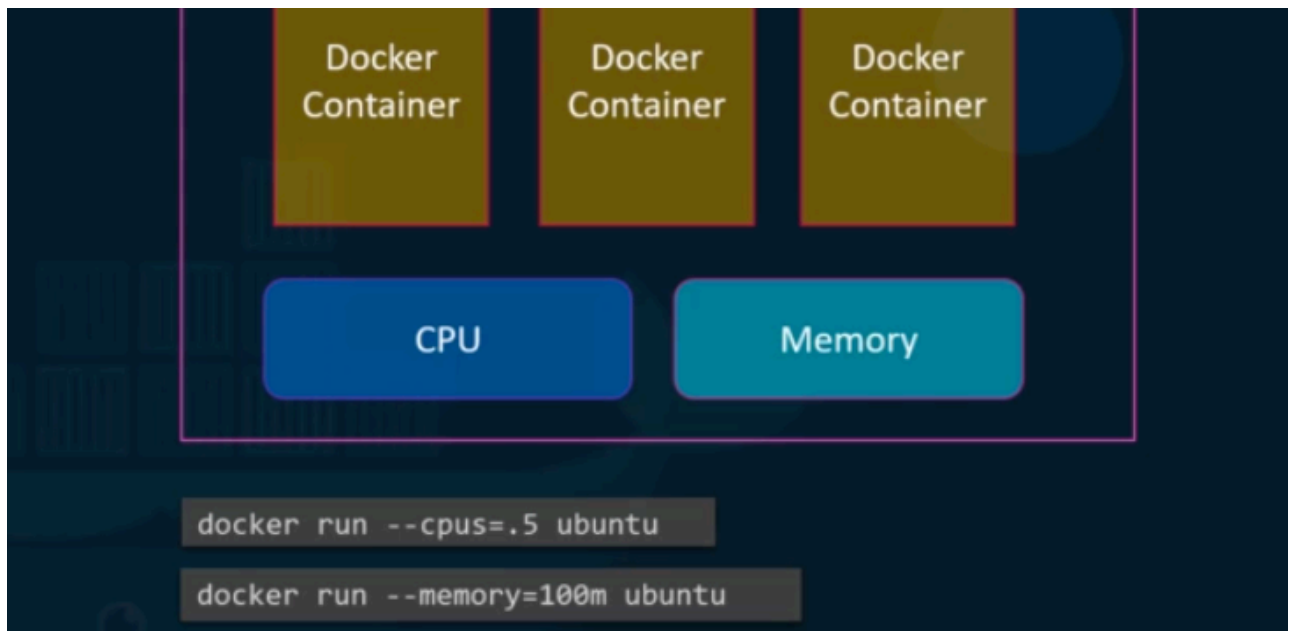 Docker
Container
Docker
Container
Docker
Container
CPU
Memory
docker run --cpus=.5 ubuntu
docker run --memory=100m ubuntu